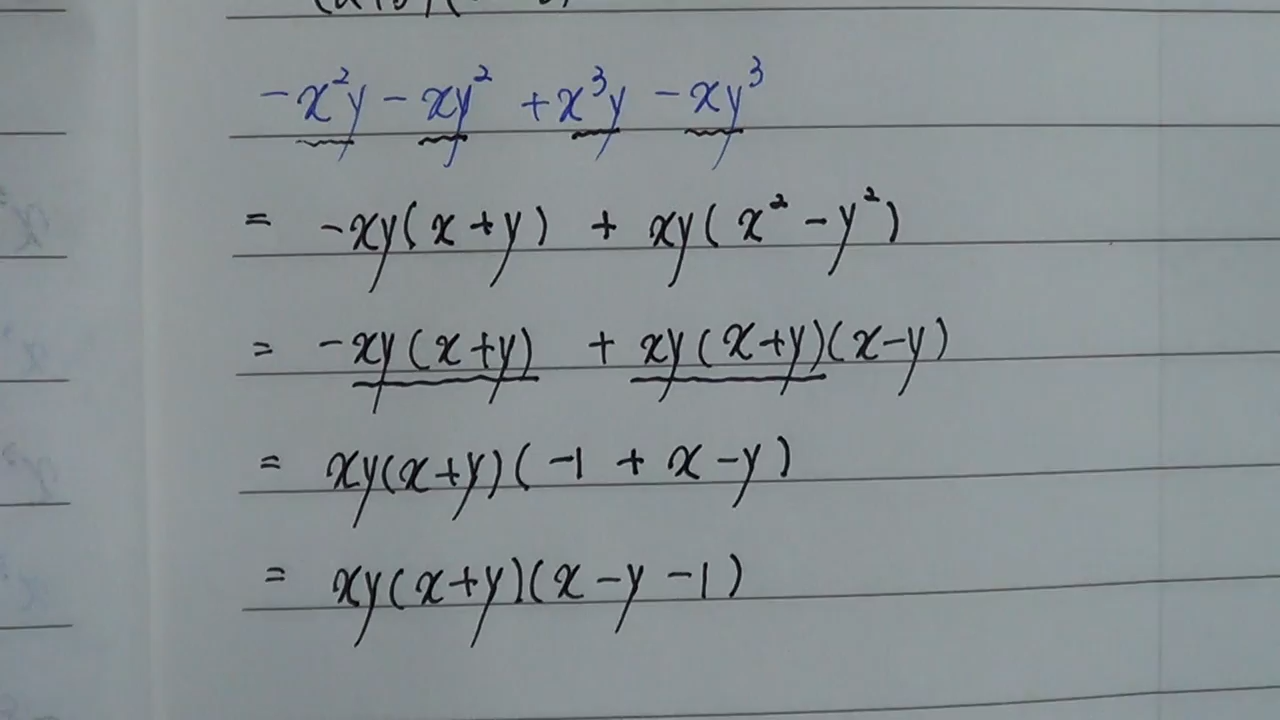 -x²y - xy² + x³y - xy³
= -xy(x+y) + xy(x² - y²)
= -xy(x+y) + xy(x+y)(x-y)
= xy(x+y)(-1 + x - y)
= xy(x+y)(x - y - 1)